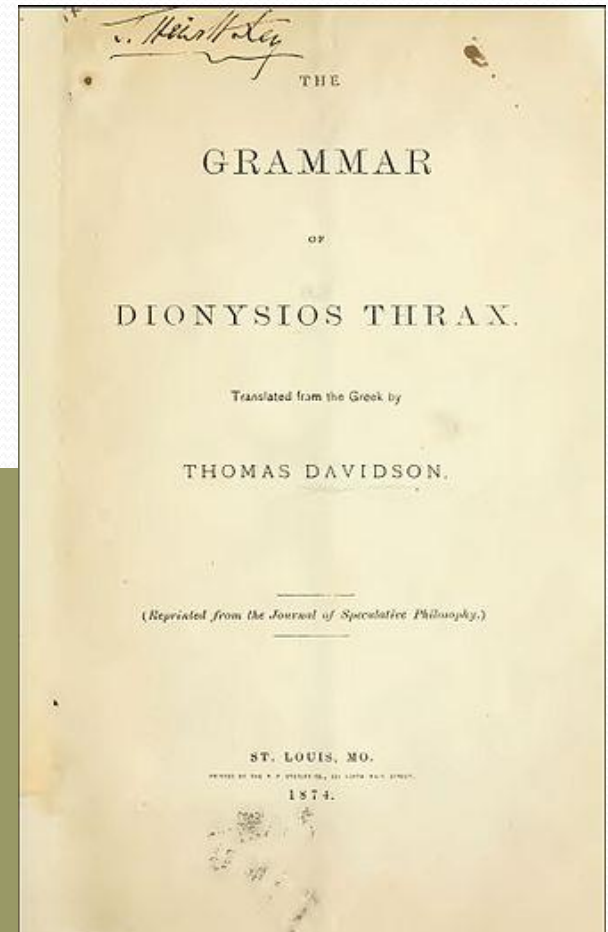 THE
GRAMMAR
OF
DIONYSIOS THRAX.
Translated from the Greek by
THOMAS DAVIDSON.
(Reprinted from the Journal of Speculative Philosophy.)
ST. LOUIS, MO.
1874.